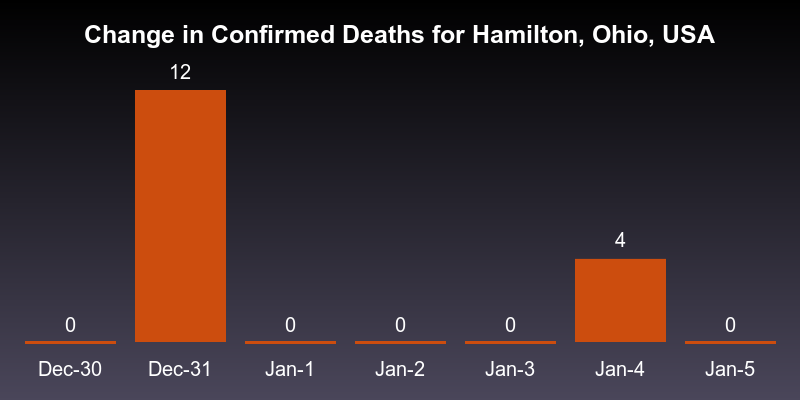 Change in Confirmed Deaths for Hamilton, Ohio, USA
12
4
0 0 0 0 0
Dec-30 Dec-31 Jan-1 Jan-2 Jan-3 Jan-4 Jan-5